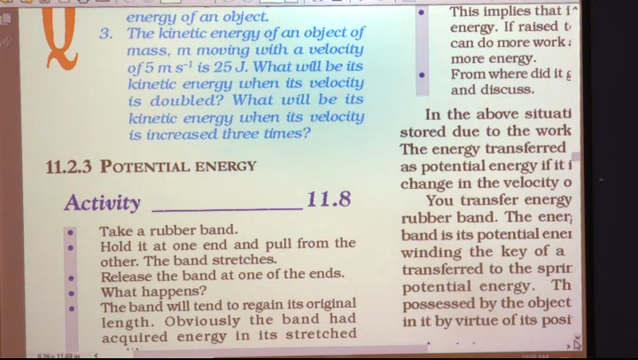 Q
energy of an object.
3. The kinetic energy of an object of
mass, m moving with a velocity
of 5 m s⁻¹ is 25 J. What will be its
kinetic energy when its velocity
is doubled? What will be its
kinetic energy when its velocity
is increased three times?
11.2.3 POTENTIAL ENERGY
Activity ______________ 11.8
• Take a rubber band.
• Hold it at one end and pull from the
other. The band stretches.
• Release the band at one of the ends.
• What happens?
• The band will tend to regain its original
length. Obviously the band had
acquired energy in its stretched
• This implies that
energy. If raised
can do more work
more energy.
• From where did it
and discuss.
In the above situati
stored due to the work
The energy transferred
as potential energy if it
change in the velocity o
You transfer energy
rubber band. The ener
band is its potential ener
winding the key of a
transferred to the sprin
potential energy. Th
possessed by the object
in it by virtue of its posi